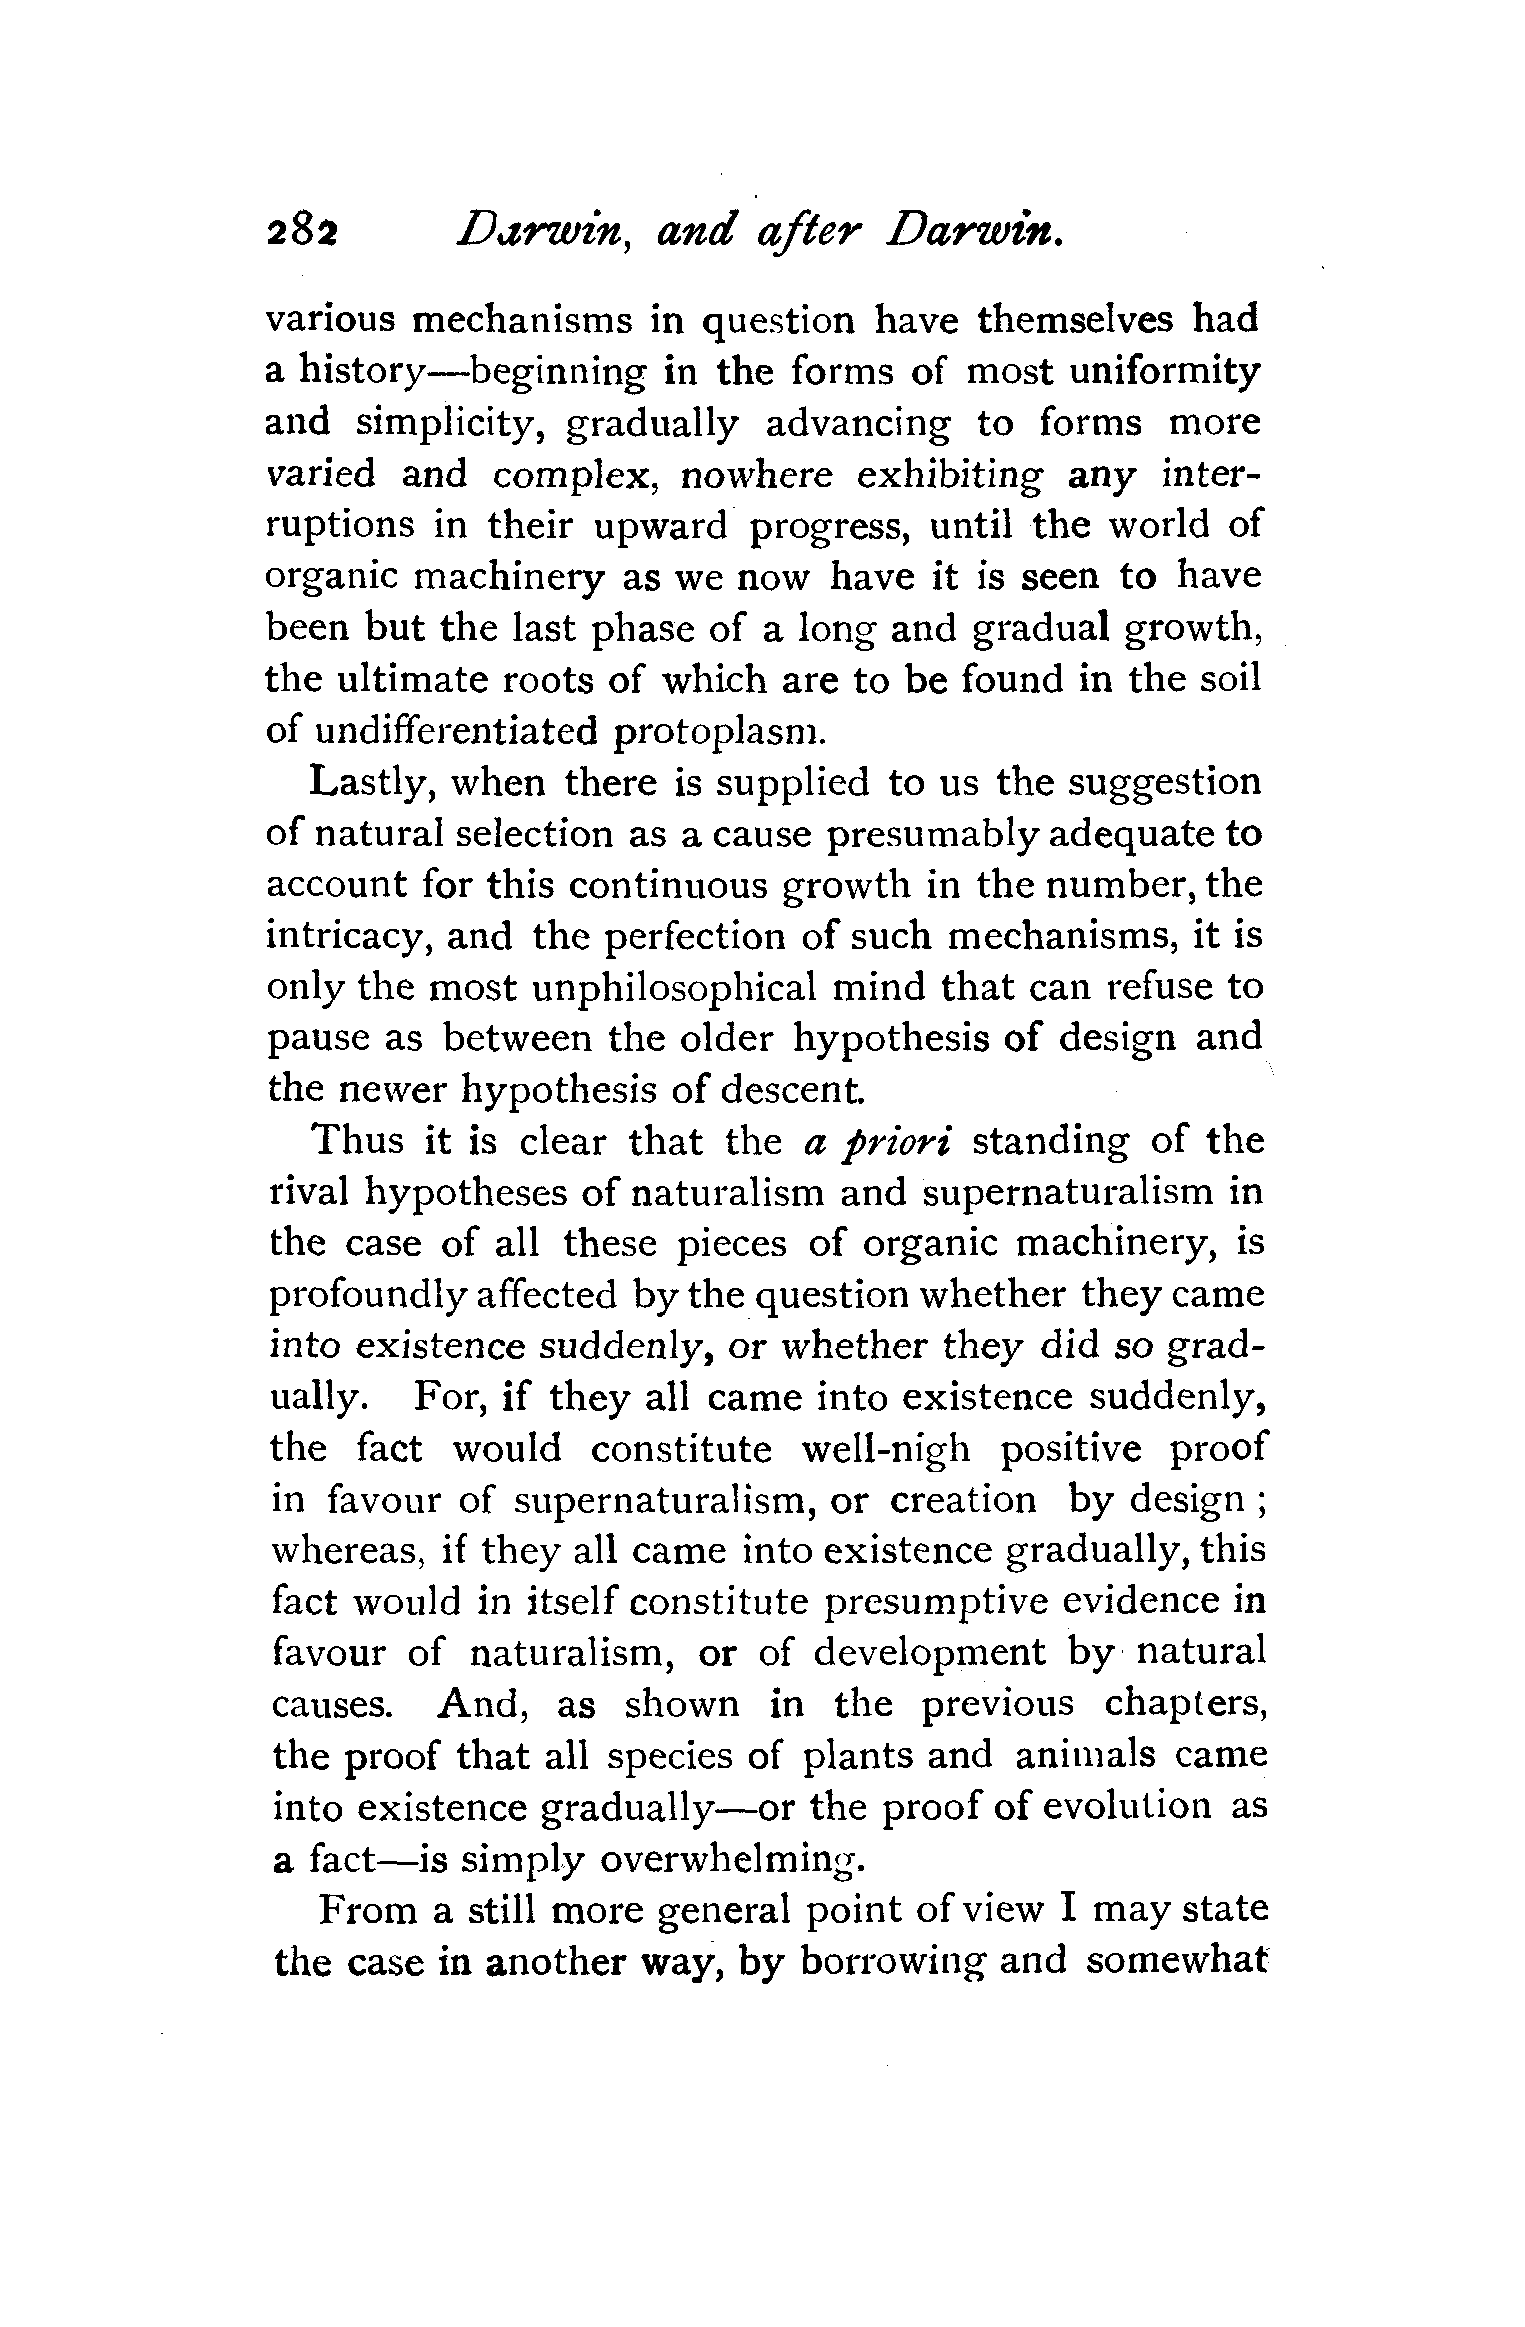 282 Darwin, and after Darwin.
various mechanisms in question have themselves had
a history—beginning in the forms of most uniformity
and simplicity, gradually advancing to forms more
varied and complex, nowhere exhibiting any inter-
ruptions in their upward progress, until the world of
organic machinery as we now have it is seen to have
been but the last phase of a long and gradual growth,
the ultimate roots of which are to be found in the soil
of undifferentiated protoplasm.
Lastly, when there is supplied to us the suggestion
of natural selection as a cause presumably adequate to
account for this continuous growth in the number, the
intricacy, and the perfection of such mechanisms, it is
only the most unphilosophical mind that can refuse to
pause as between the older hypothesis of design and
the newer hypothesis of descent.
Thus it is clear that the a priori standing of the
rival hypotheses of naturalism and supernaturalism in
the case of all these pieces of organic machinery, is
profoundly affected by the question whether they came
into existence suddenly, or whether they did so grad-
ually. For, if they all came into existence suddenly,
the fact would constitute well-nigh positive proof
in favour of supernaturalism, or creation by design ;
whereas, if they all came into existence gradually, this
fact would in itself constitute presumptive evidence in
favour of naturalism, or of development by natural
causes. And, as shown in the previous chapters,
the proof that all species of plants and animals came
into existence gradually—or the proof of evolution as
a fact—is simply overwhelming.
From a still more general point of view I may state
the case in another way, by borrowing and somewhat